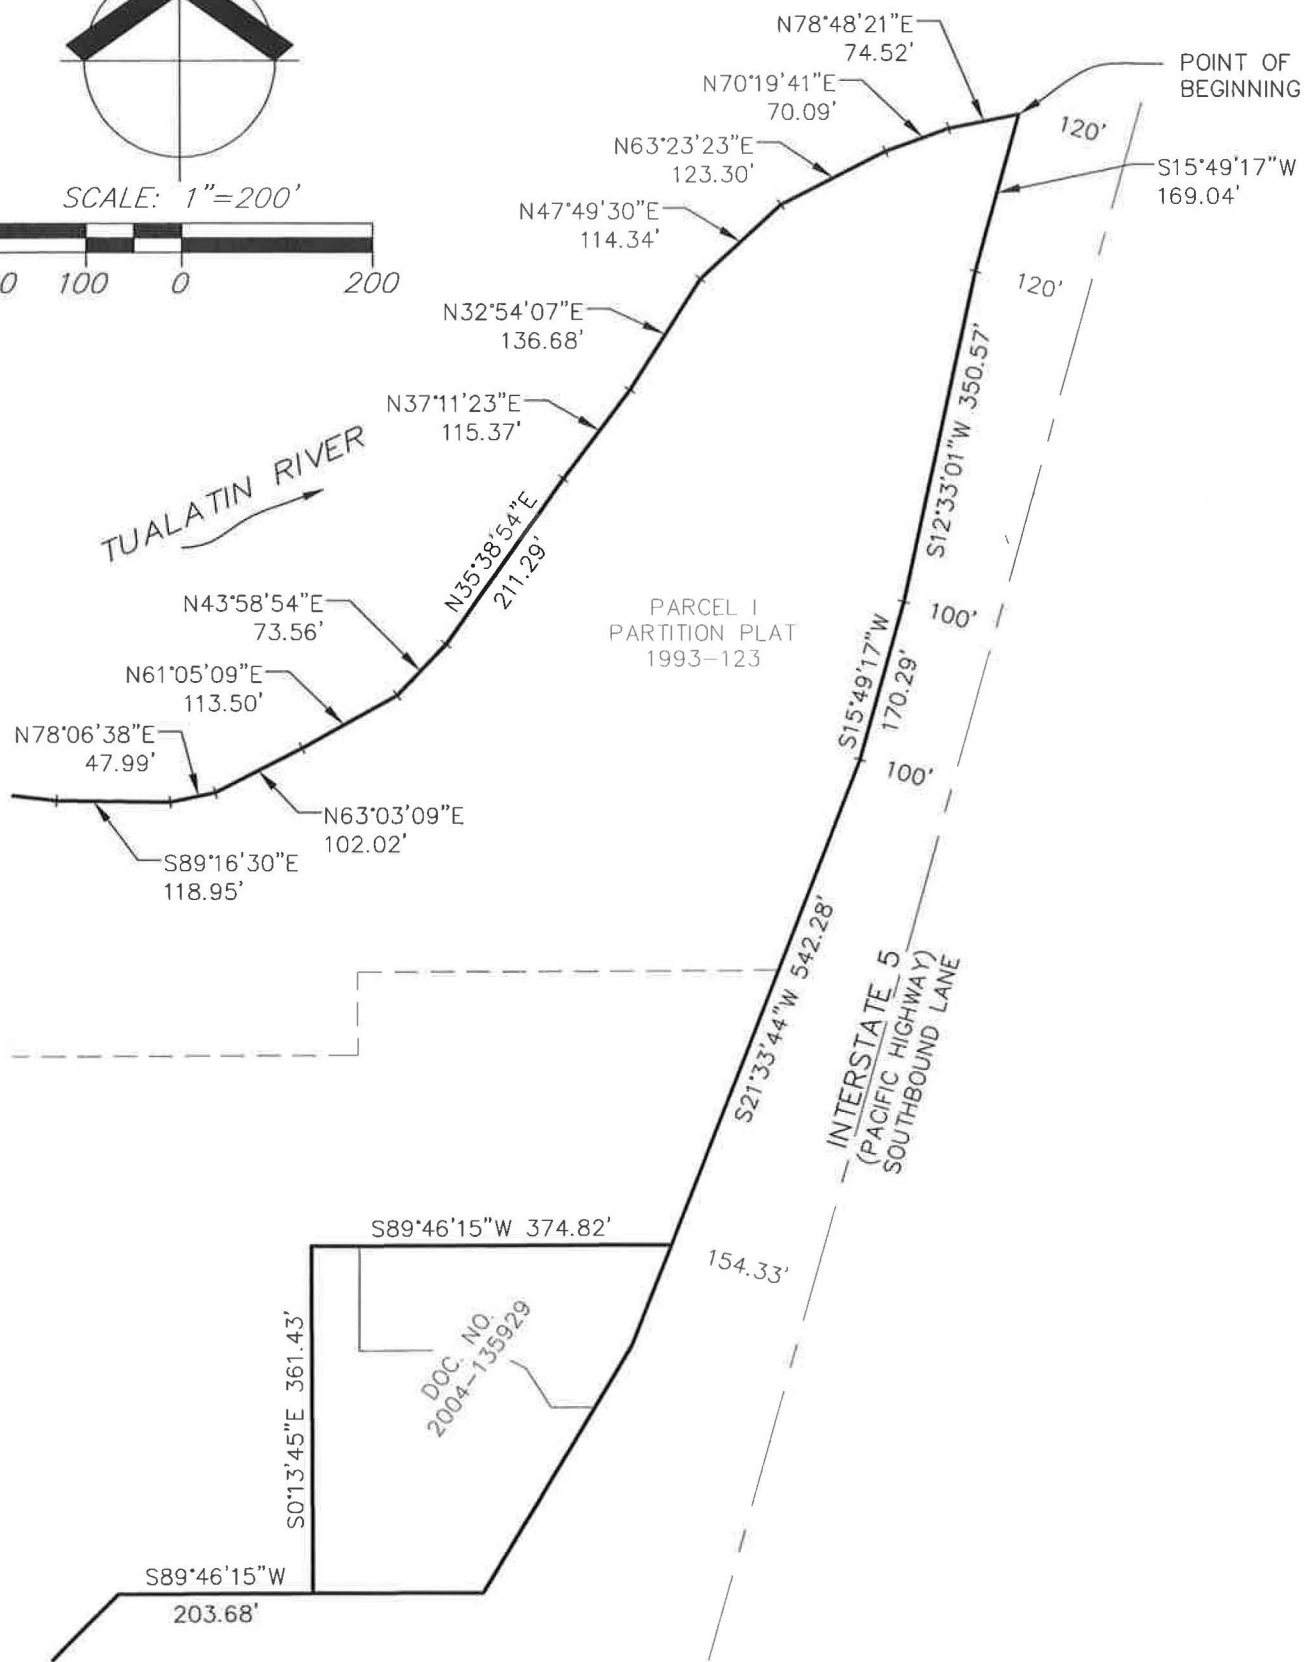 N78°48'21"E
74.52'
POINT OF
BEGINNING
N70°19'41"E
70.09'
120'
N63°23'23"E
123.30'
S15°49'17"W
169.04'
SCALE: 1"=200'
N47°49'30"E
114.34'
0 100 0 200
120'
N32°54'07"E
136.68'
S12°33'01"W 350.57'
N37°11'23"E
115.37'
TUALATIN RIVER
N35°38'54"E
211.29'
N43°58'54"E
73.56'
PARCEL I
PARTITION PLAT
1993-123
100'
S15°49'17"W
170.29'
N61°05'09"E
113.50'
N78°06'38"E
47.99'
100'
N63°03'09"E
102.02'
S89°16'30"E
118.95'
S21°33'44"W 542.28'
INTERSTATE 5
(PACIFIC HIGHWAY)
SOUTHBOUND LANE
S89°46'15"W 374.82'
154.33'
S0°13'45"E 361.43'
DOC. NO.
2004-135929
S89°46'15"W
203.68'